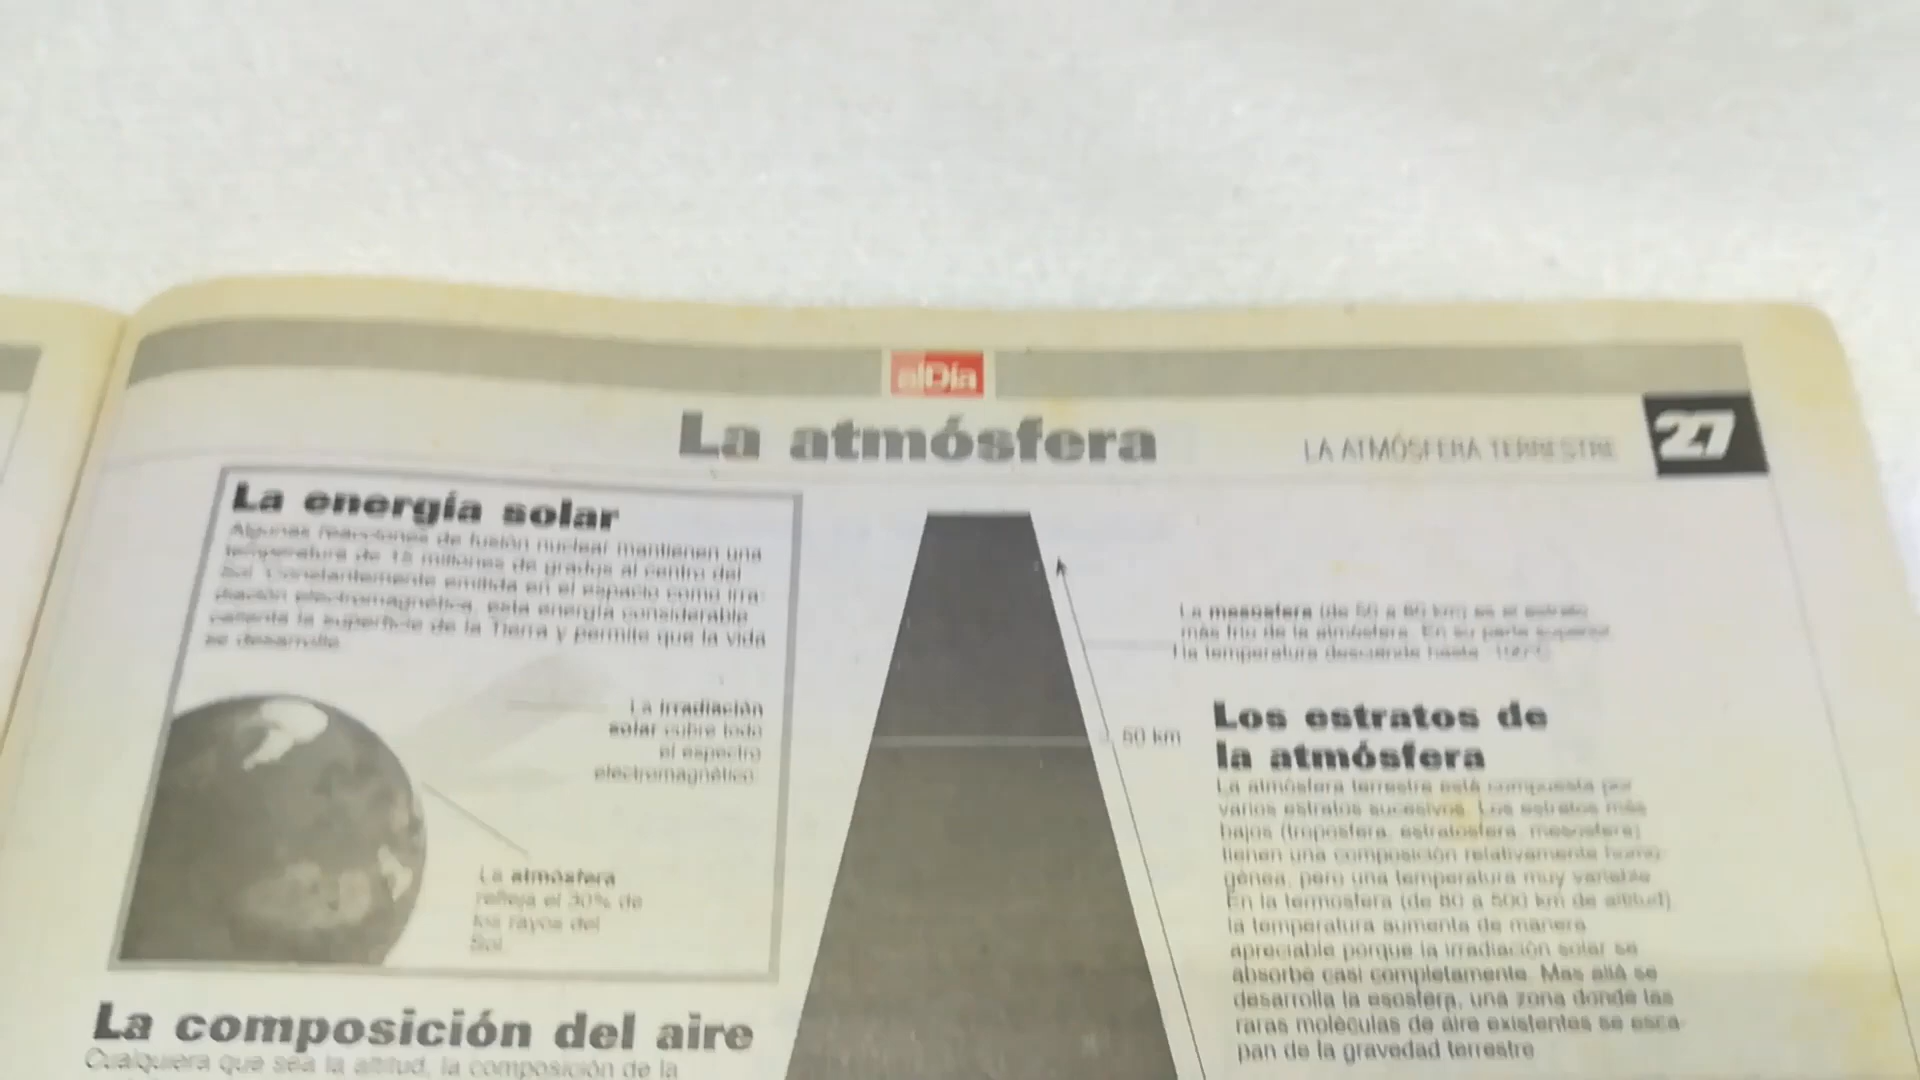 alDía
La atmósfera
LA ATMÓSFERA TERRESTRE
27
La energía solar
Algunas reacciones de fusión nuclear mantienen una
temperatura de 15 millones de grados al centro del
Sol. Constantemente emitida en el espacio como irra-
diación electromagnética, esta energía considerable
calienta la superficie de la Tierra y permite que la vida
se desarrolle.
La irradiación
solar cubre todo
el espectro
electromagnético.
La atmósfera
refleja el 30% de
los rayos del
Sol.
La composición del aire
Cualquiera que sea la altitud, la composición de la
La mesosfera (de 50 a 80 km) es el estrato
más frío de la atmósfera. En su parte superior
la temperatura desciende hasta
Los estratos de
la atmósfera
La atmósfera terrestre está compuesta por
varios estratos sucesivos. Los estratos más
bajos (troposfera, estratosfera, mesosfera)
tienen una composición relativamente homo-
génea, pero una temperatura muy variable.
En la termosfera (de 80 a 500 km de altitud),
la temperatura aumenta de manera
apreciable porque la irradiación solar se
absorbe casi completamente. Mas allá se
desarrolla la esosfera, una zona donde las
raras moléculas de aire existentes se esca-
pan de la gravedad terrestre